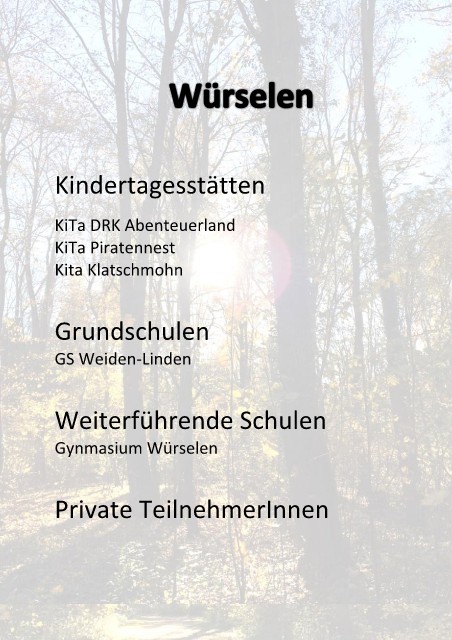 Würselen
Kindertagesstätten
KiTa DRK Abenteuerland
KiTa Piratennest
Kita Klatschmohn
Grundschulen
GS Weiden-Linden
Weiterführende Schulen
Gynmasium Würselen
Private TeilnehmerInnen